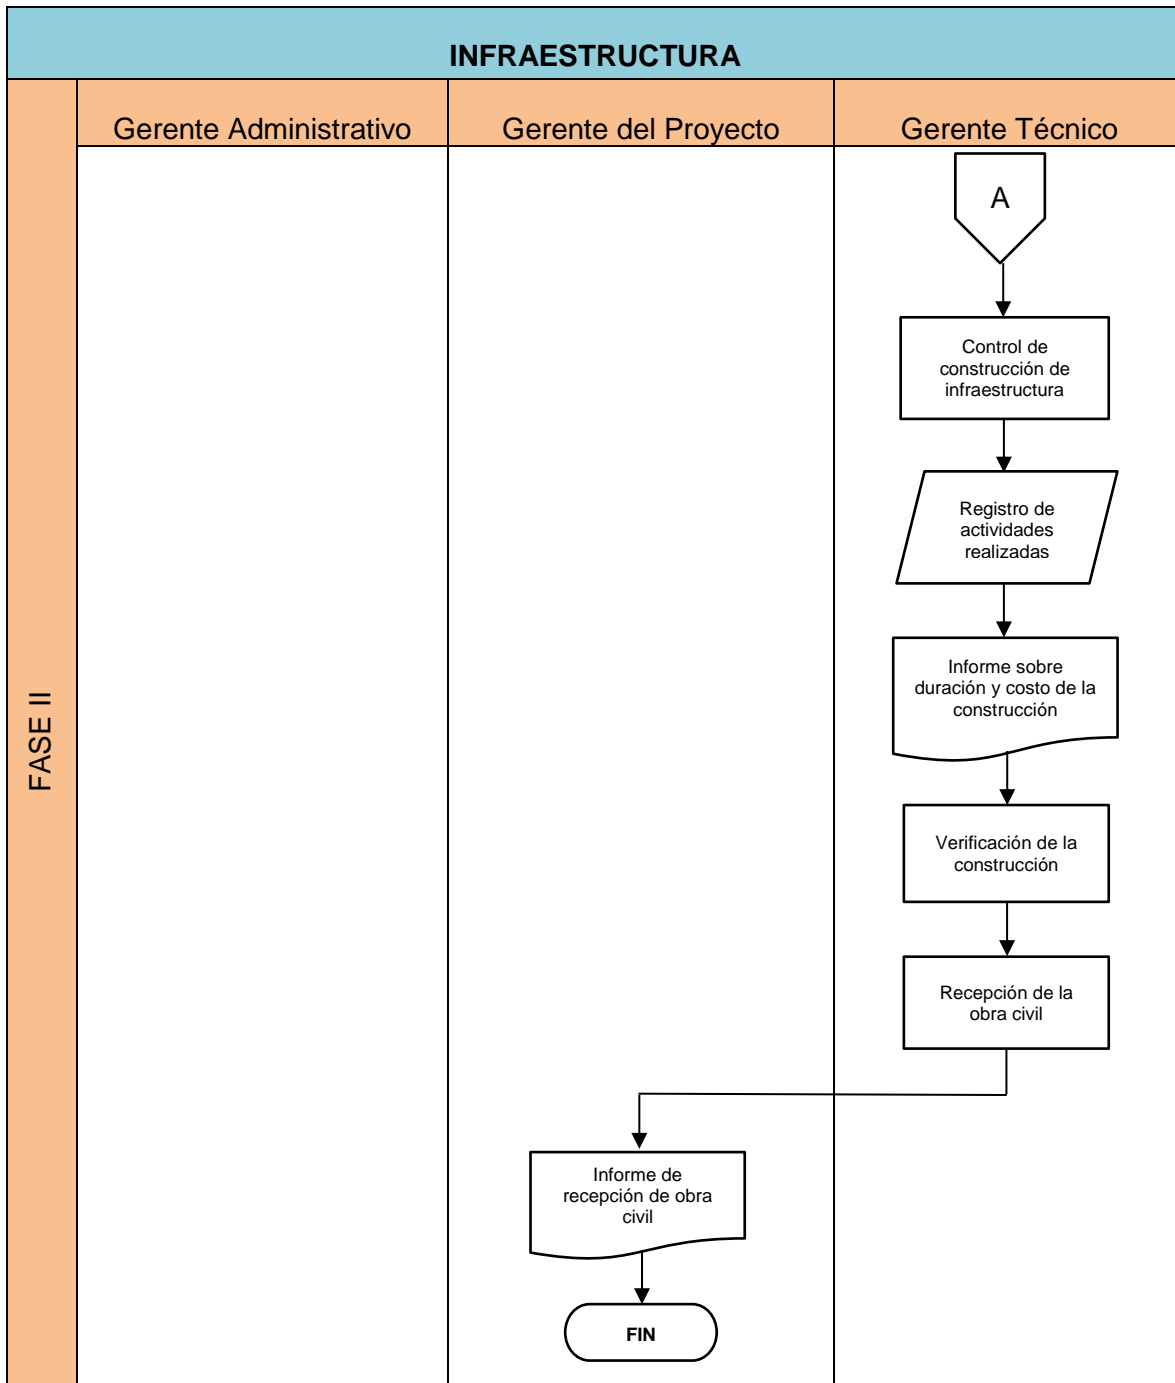 INFRAESTRUCTURA
Gerente Administrativo
Gerente del Proyecto
Gerente Técnico
FASE II
A
Control de
construcción de
infraestructura
Registro de
actividades
realizadas
Informe sobre
duración y costo de la
construcción
Verificación de la
construcción
Recepción de la
obra civil
Informe de
recepción de obra
civil
FIN